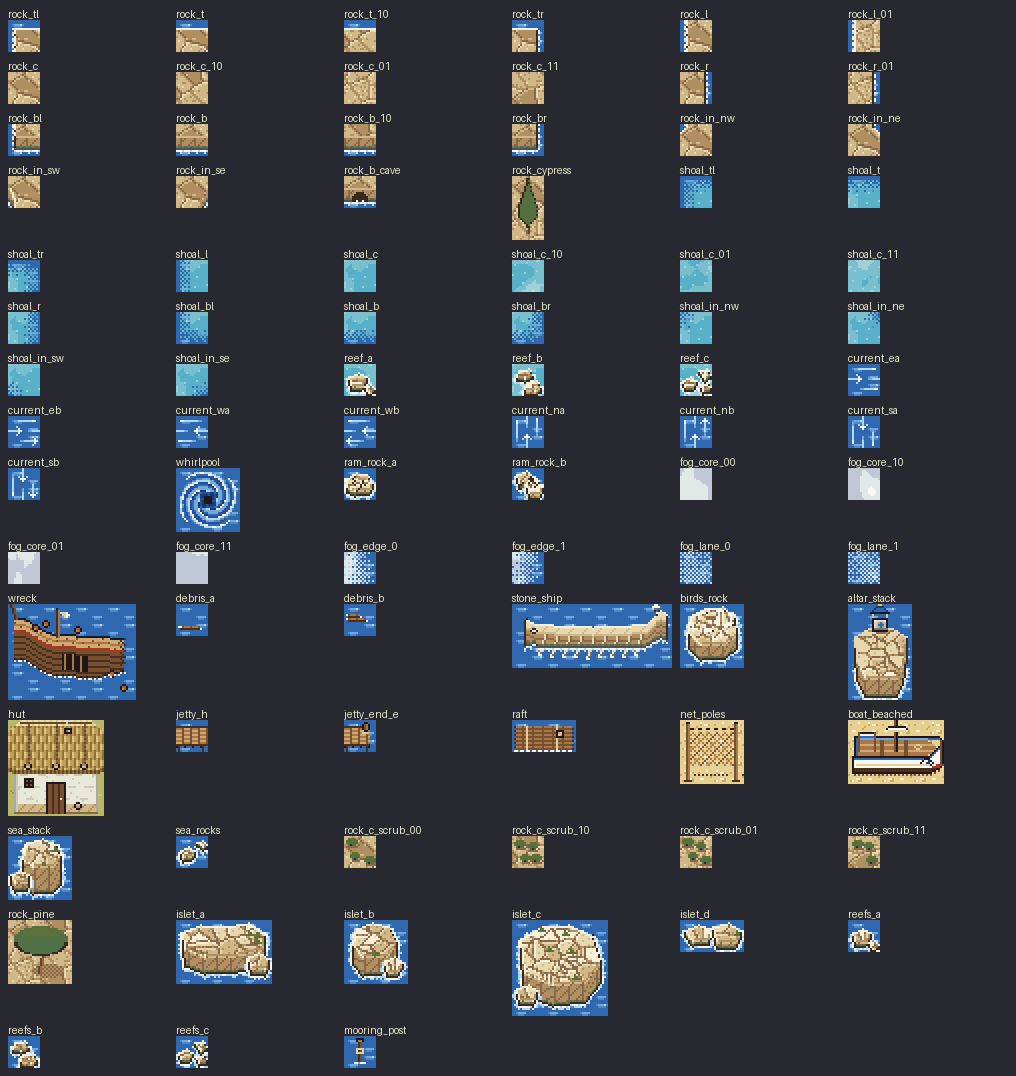 rock_tl rock_t rock_t_10 rock_tr rock_l rock_l_01
rock_c rock_c_10 rock_c_01 rock_c_11 rock_r rock_r_01
rock_bl rock_b rock_b_10 rock_br rock_in_nw rock_in_ne
rock_in_sw rock_in_se rock_b_cave rock_cypress shoal_tl shoal_t
shoal_tr shoal_l shoal_c shoal_c_10 shoal_c_01 shoal_c_11
shoal_r shoal_bl shoal_b shoal_br shoal_in_nw shoal_in_ne
shoal_in_sw shoal_in_se reef_a reef_b reef_c current_ea
current_eb current_wa current_wb current_na current_nb current_sa
current_sb whirlpool ram_rock_a ram_rock_b fog_core_00 fog_core_10
fog_core_01 fog_core_11 fog_edge_0 fog_edge_1 fog_lane_0 fog_lane_1
wreck debris_a debris_b stone_ship birds_rock altar_stack
hut jetty_h jetty_end_e raft net_poles boat_beached
sea_stack sea_rocks rock_c_scrub_00 rock_c_scrub_10 rock_c_scrub_01 rock_c_scrub_11
rock_pine islet_a islet_b islet_c islet_d reefs_a
reefs_b reefs_c mooring_post